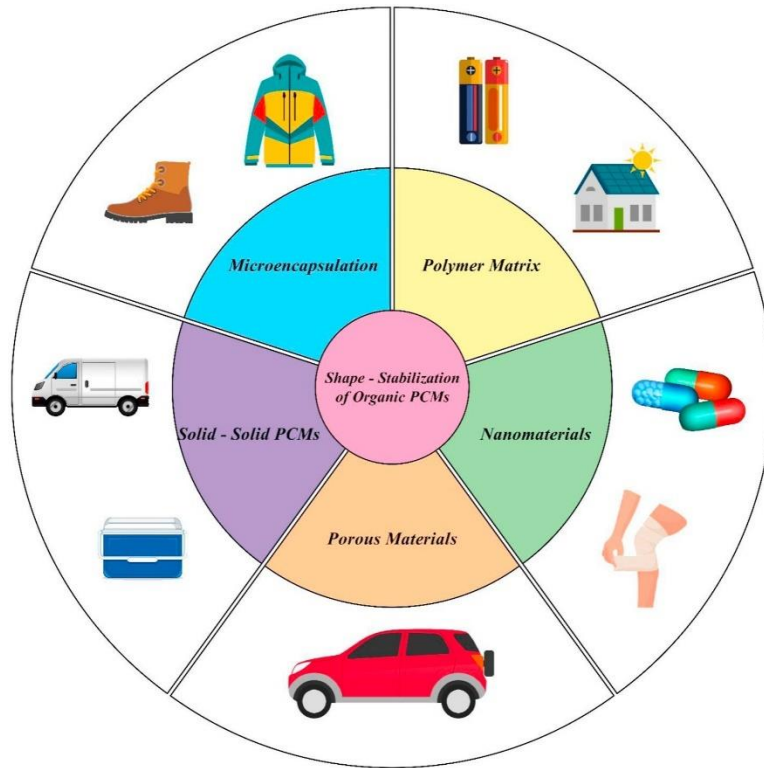 Microencapsulation
Polymer Matrix
Shape - Stabilization
of Organic PCMs
Solid - Solid PCMs
Nanomaterials
Porous Materials